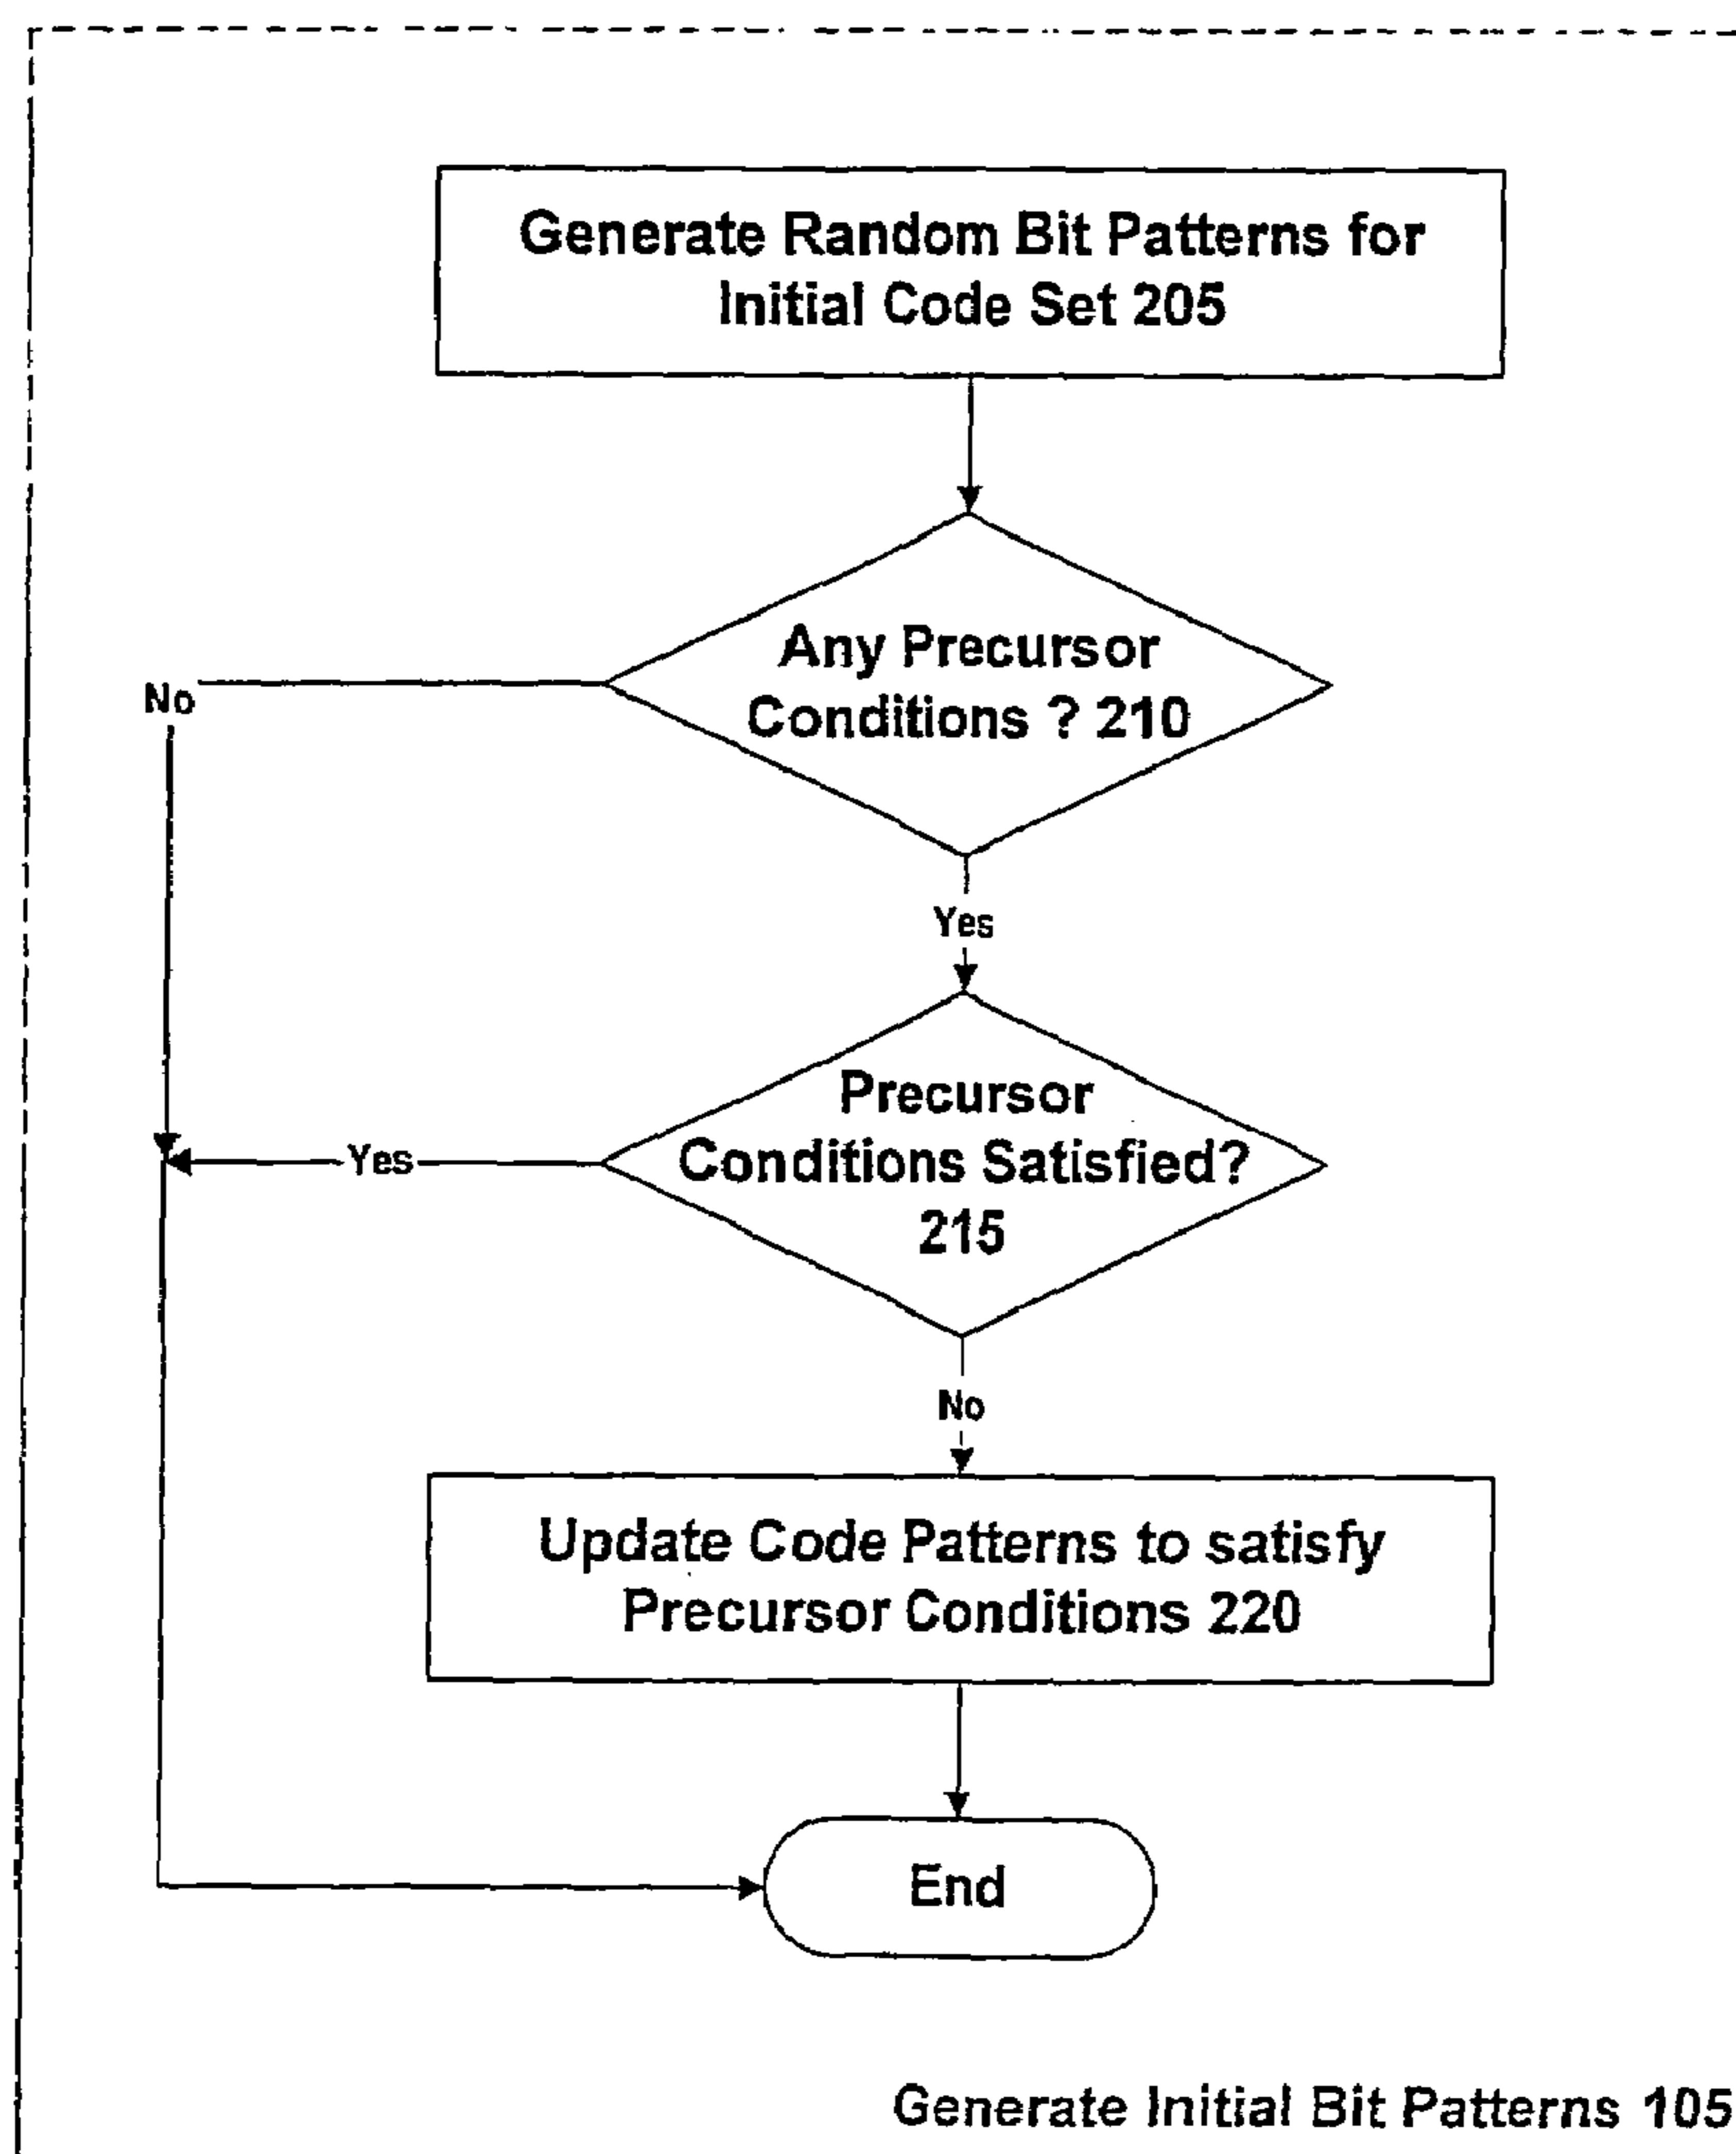 Generate Random Bit Patterns for
Initial Code Set 205
Any Precursor
Conditions ? 210
No
Yes
Precursor
Conditions Satisfied?
215
Yes
No
Update Code Patterns to satisfy
Precursor Conditions 220
End
Generate Initial Bit Patterns 105